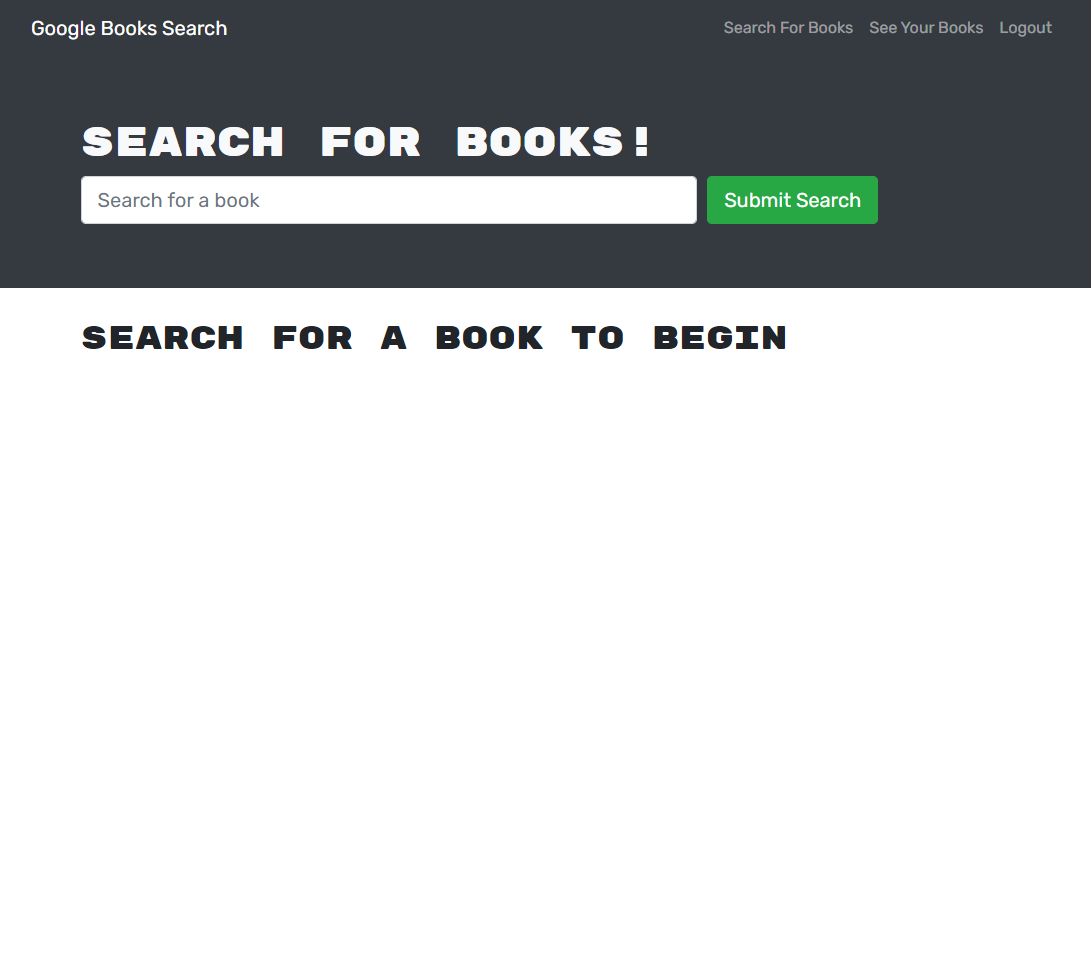 Google Books Search
Search For Books
See Your Books
Logout
SEARCH FOR BOOKS!
Search for a book
Submit Search
SEARCH FOR A BOOK TO BEGIN